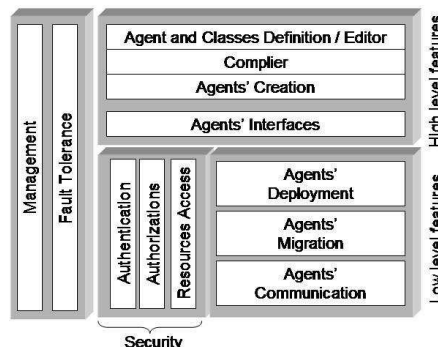 Management
Fault Tolerance
Agent and Classes Definition / Editor
Complier
Agents' Creation
Agents' Interfaces
High level features
Authentication
Authorizations
Resources Access
Agents'
Deployment
Agents'
Migration
Agents'
Communication
Low level features
Security